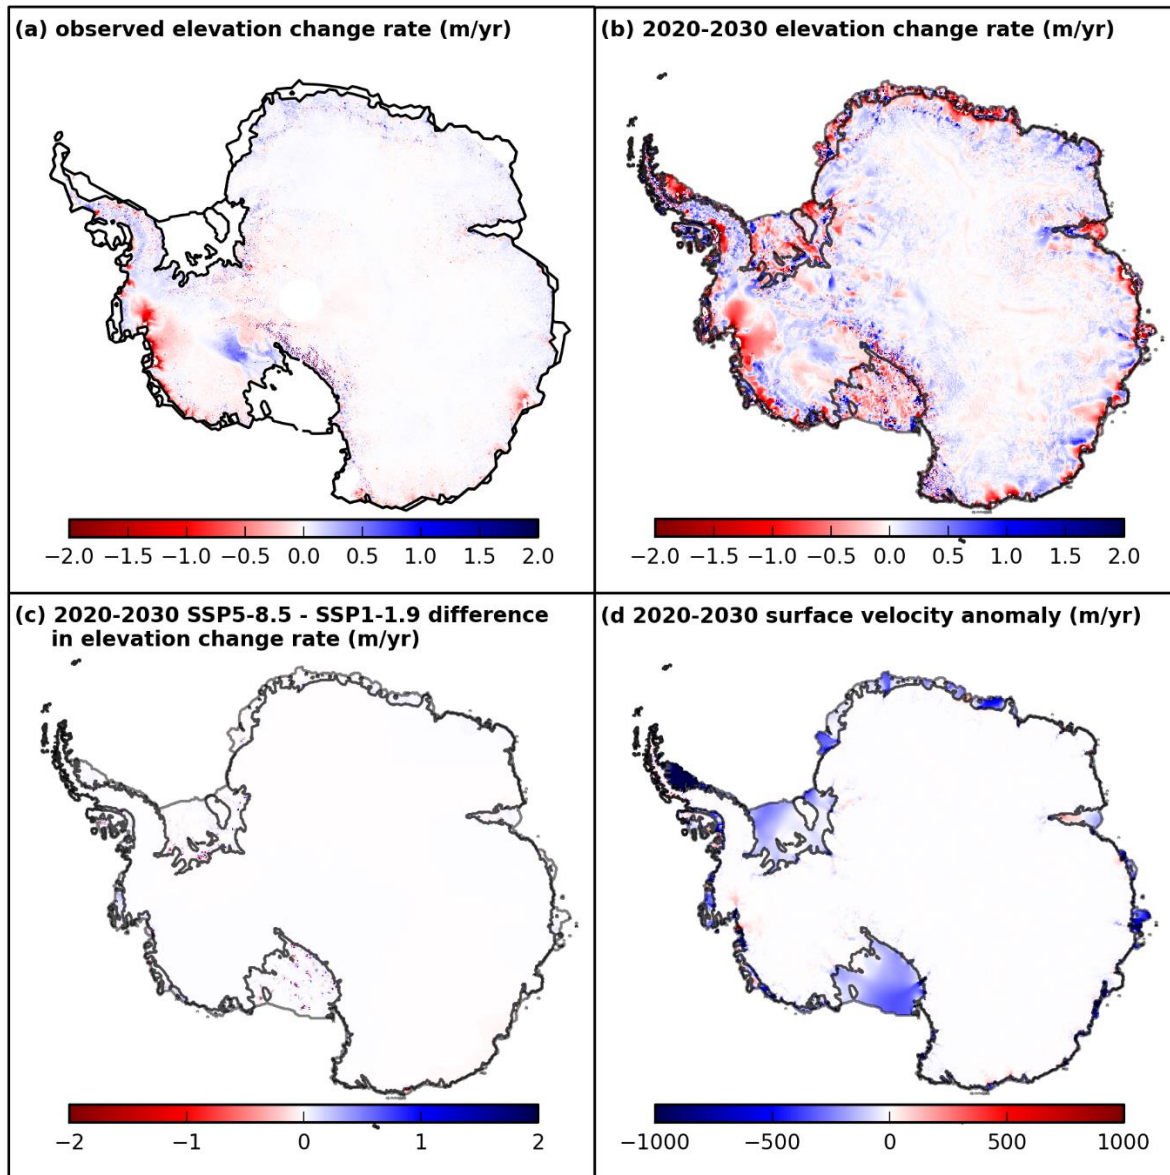 (a) observed elevation change rate (m/yr)
−2.0 −1.5 −1.0 −0.5 0.0 0.5 1.0 1.5 2.0
(b) 2020-2030 elevation change rate (m/yr)
−2.0 −1.5 −1.0 −0.5 0.0 0.5 1.0 1.5 2.0
(c) 2020-2030 SSP5-8.5 - SSP1-1.9 difference
in elevation change rate (m/yr)
−2 −1 0 1 2
(d 2020-2030 surface velocity anomaly (m/yr)
−1000 −500 0 500 1000